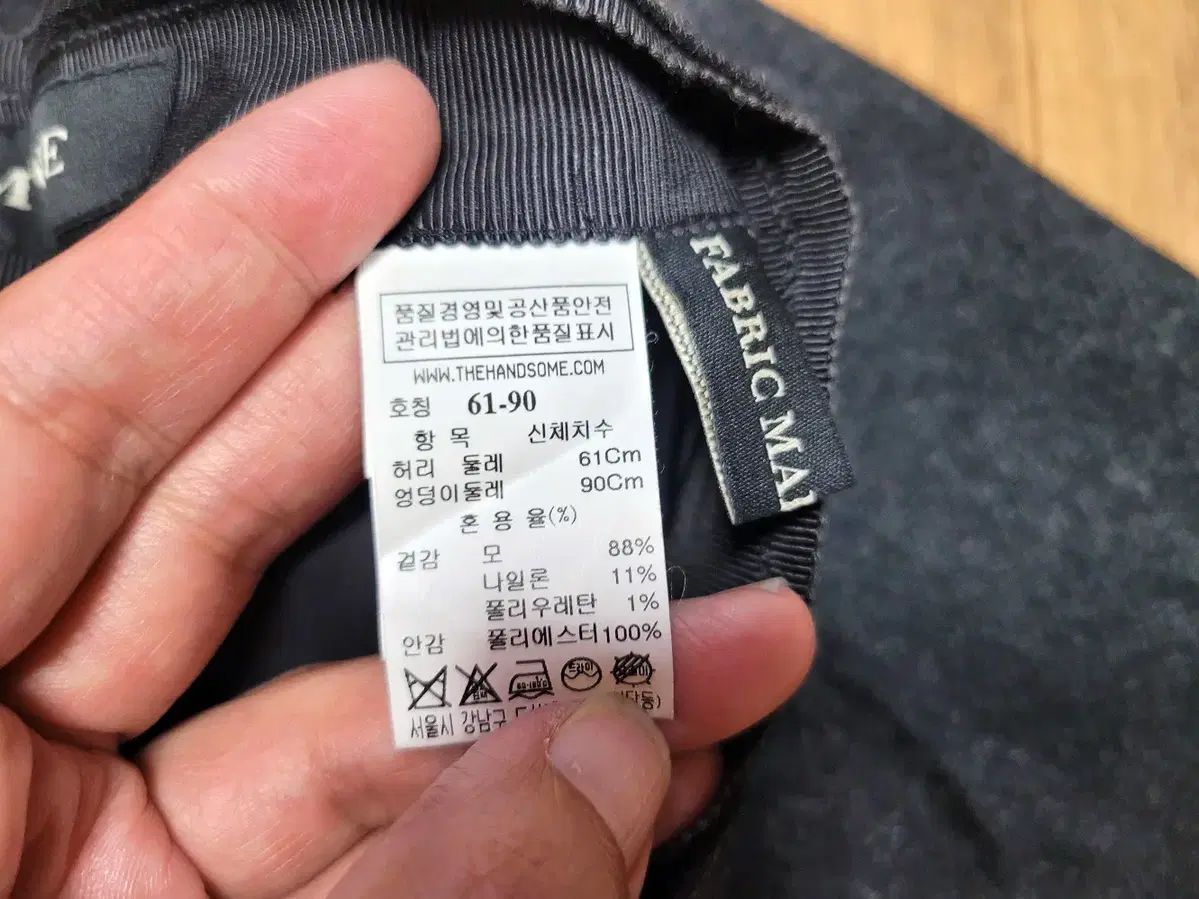 품질경영및공산품안전
관리법에의한품질표시
WWW.THEHANDSOME.COM
호칭 61-90
항 목 신체치수
허리 둘레 61Cm
엉덩이둘레 90Cm
혼 용 율(%)
겉감 모 88%
나일론 11%
폴리우레탄 1%
안감 폴리에스터100%
드라이
서울시 강남구
FABRIC MA